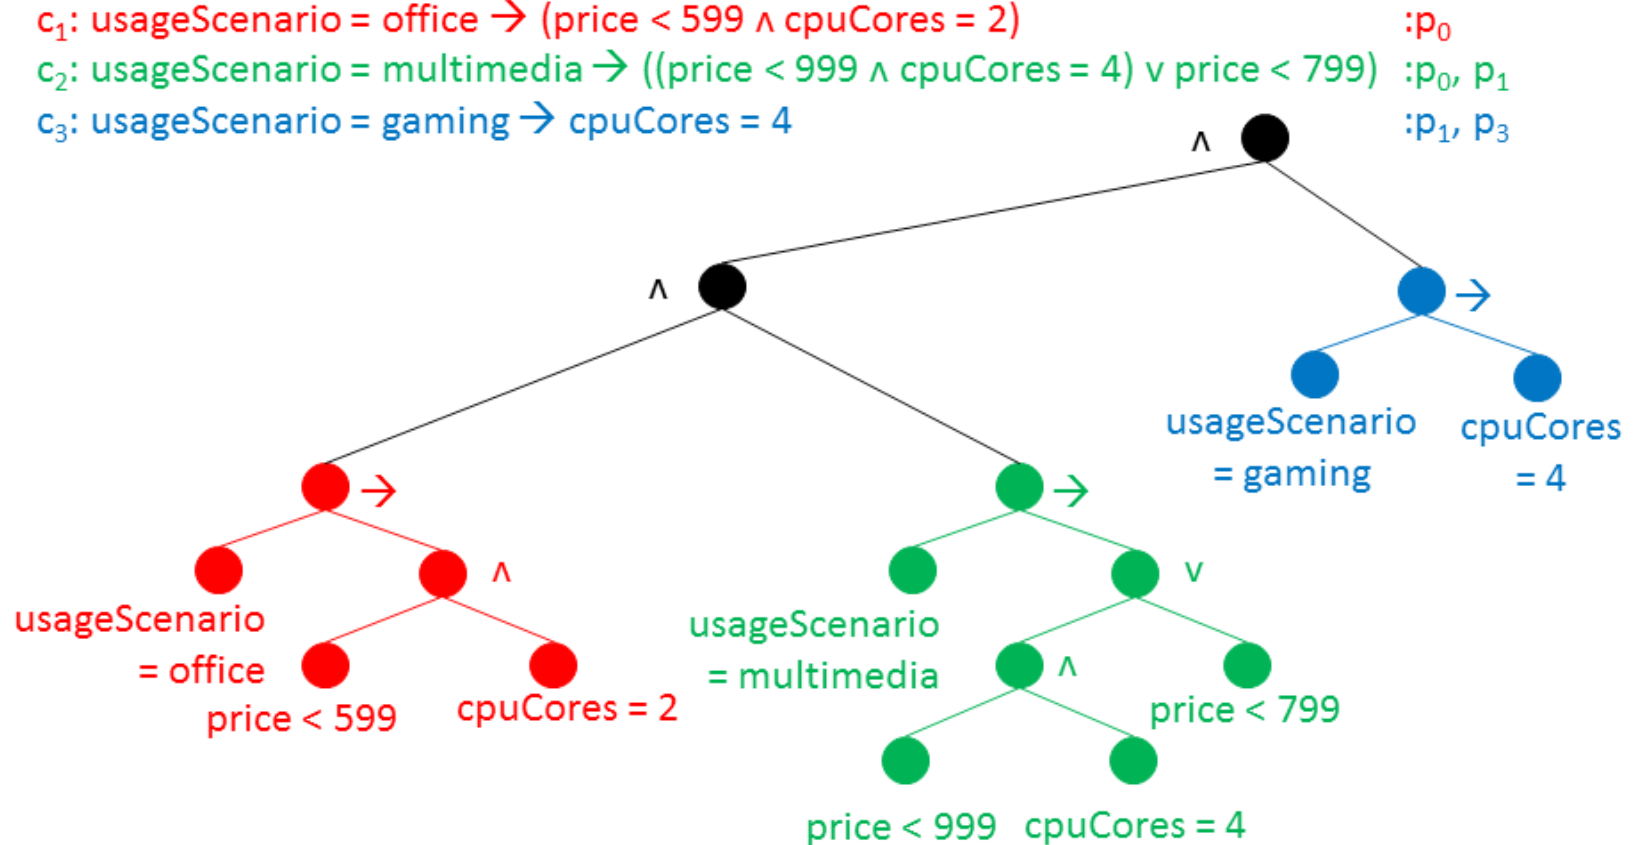 c₁: usageScenario = office → (price < 599 ∧ cpuCores = 2) :p₀
c₂: usageScenario = multimedia → ((price < 999 ∧ cpuCores = 4) ∨ price < 799) :p₀, p₁
c₃: usageScenario = gaming → cpuCores = 4 :p₁, p₃
∧
∧
→
usageScenario
= gaming
cpuCores
= 4
→
→
∧
∨
usageScenario
= office
price < 599
cpuCores = 2
usageScenario
= multimedia
∧
price < 799
price < 999
cpuCores = 4